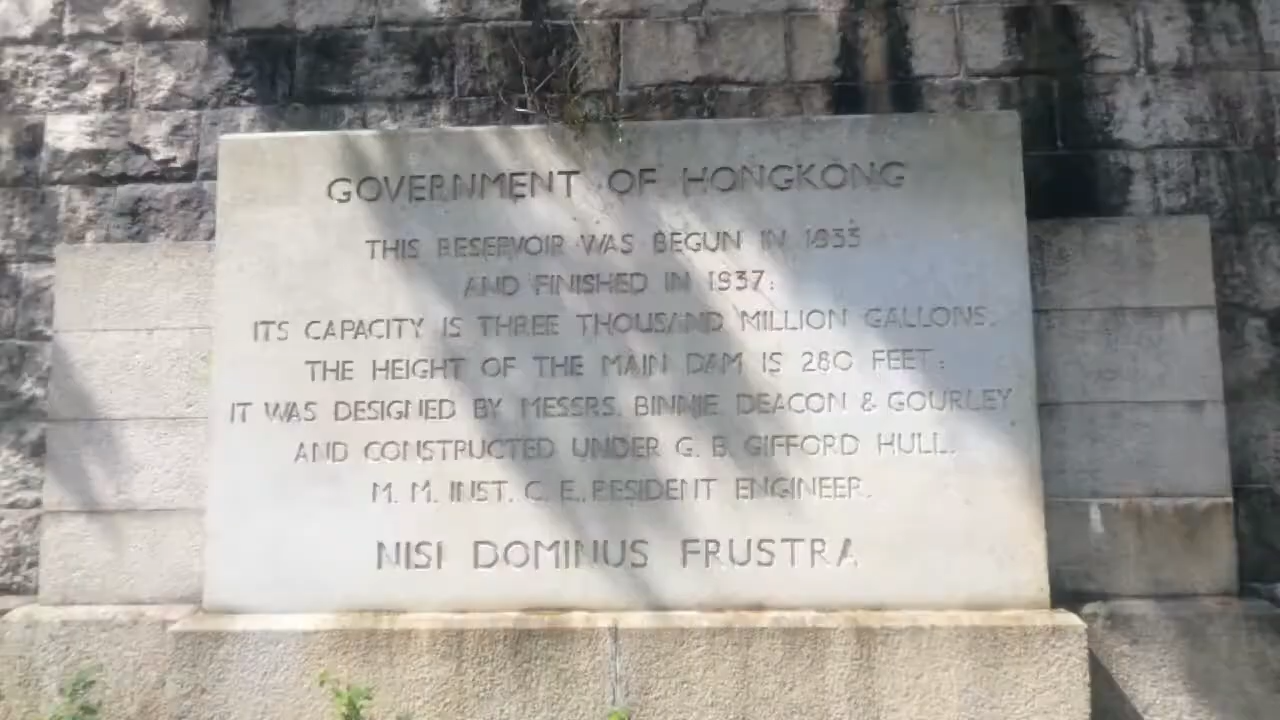 GOVERNMENT OF HONGKONG
THIS RESERVOIR WAS BEGUN IN 1933
AND FINISHED IN 1937:
ITS CAPACITY IS THREE THOUSAND MILLION GALLONS.
THE HEIGHT OF THE MAIN DAM IS 280 FEET:
IT WAS DESIGNED BY MESSRS. BINNIE DEACON & GOURLEY
AND CONSTRUCTED UNDER G. B. GIFFORD HULL.
M. M. INST. C. E., RESIDENT ENGINEER.
NISI DOMINUS FRUSTRA